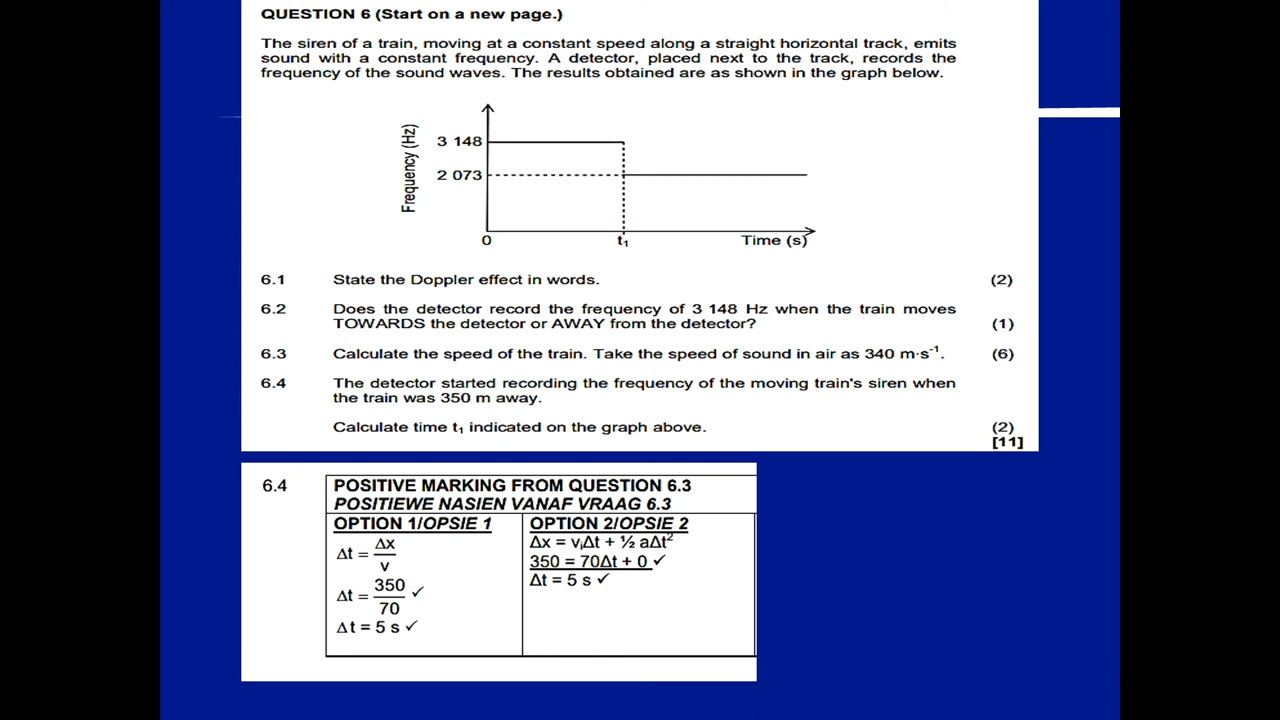 QUESTION 6 (Start on a new page.)
The siren of a train, moving at a constant speed along a straight horizontal track, emits
sound with a constant frequency. A detector, placed next to the track, records the
frequency of the sound waves. The results obtained are as shown in the graph below.
Frequency (Hz)
3 148
2 073
0
t₁
Time (s)
6.1 State the Doppler effect in words. (2)
6.2 Does the detector record the frequency of 3 148 Hz when the train moves
TOWARDS the detector or AWAY from the detector? (1)
6.3 Calculate the speed of the train. Take the speed of sound in air as 340 m·s⁻¹. (6)
6.4 The detector started recording the frequency of the moving train's siren when
the train was 350 m away.
Calculate time t₁ indicated on the graph above. (2)
[11]
6.4 POSITIVE MARKING FROM QUESTION 6.3
POSITIEWE NASIEN VANAF VRAAG 6.3
OPTION 1/OPSIE 1
Δt = Δx
v
Δt = 350 ✓
70
Δt = 5 s ✓
OPTION 2/OPSIE 2
Δx = vᵢΔt + ½ aΔt²
350 = 70Δt + 0 ✓
Δt = 5 s ✓